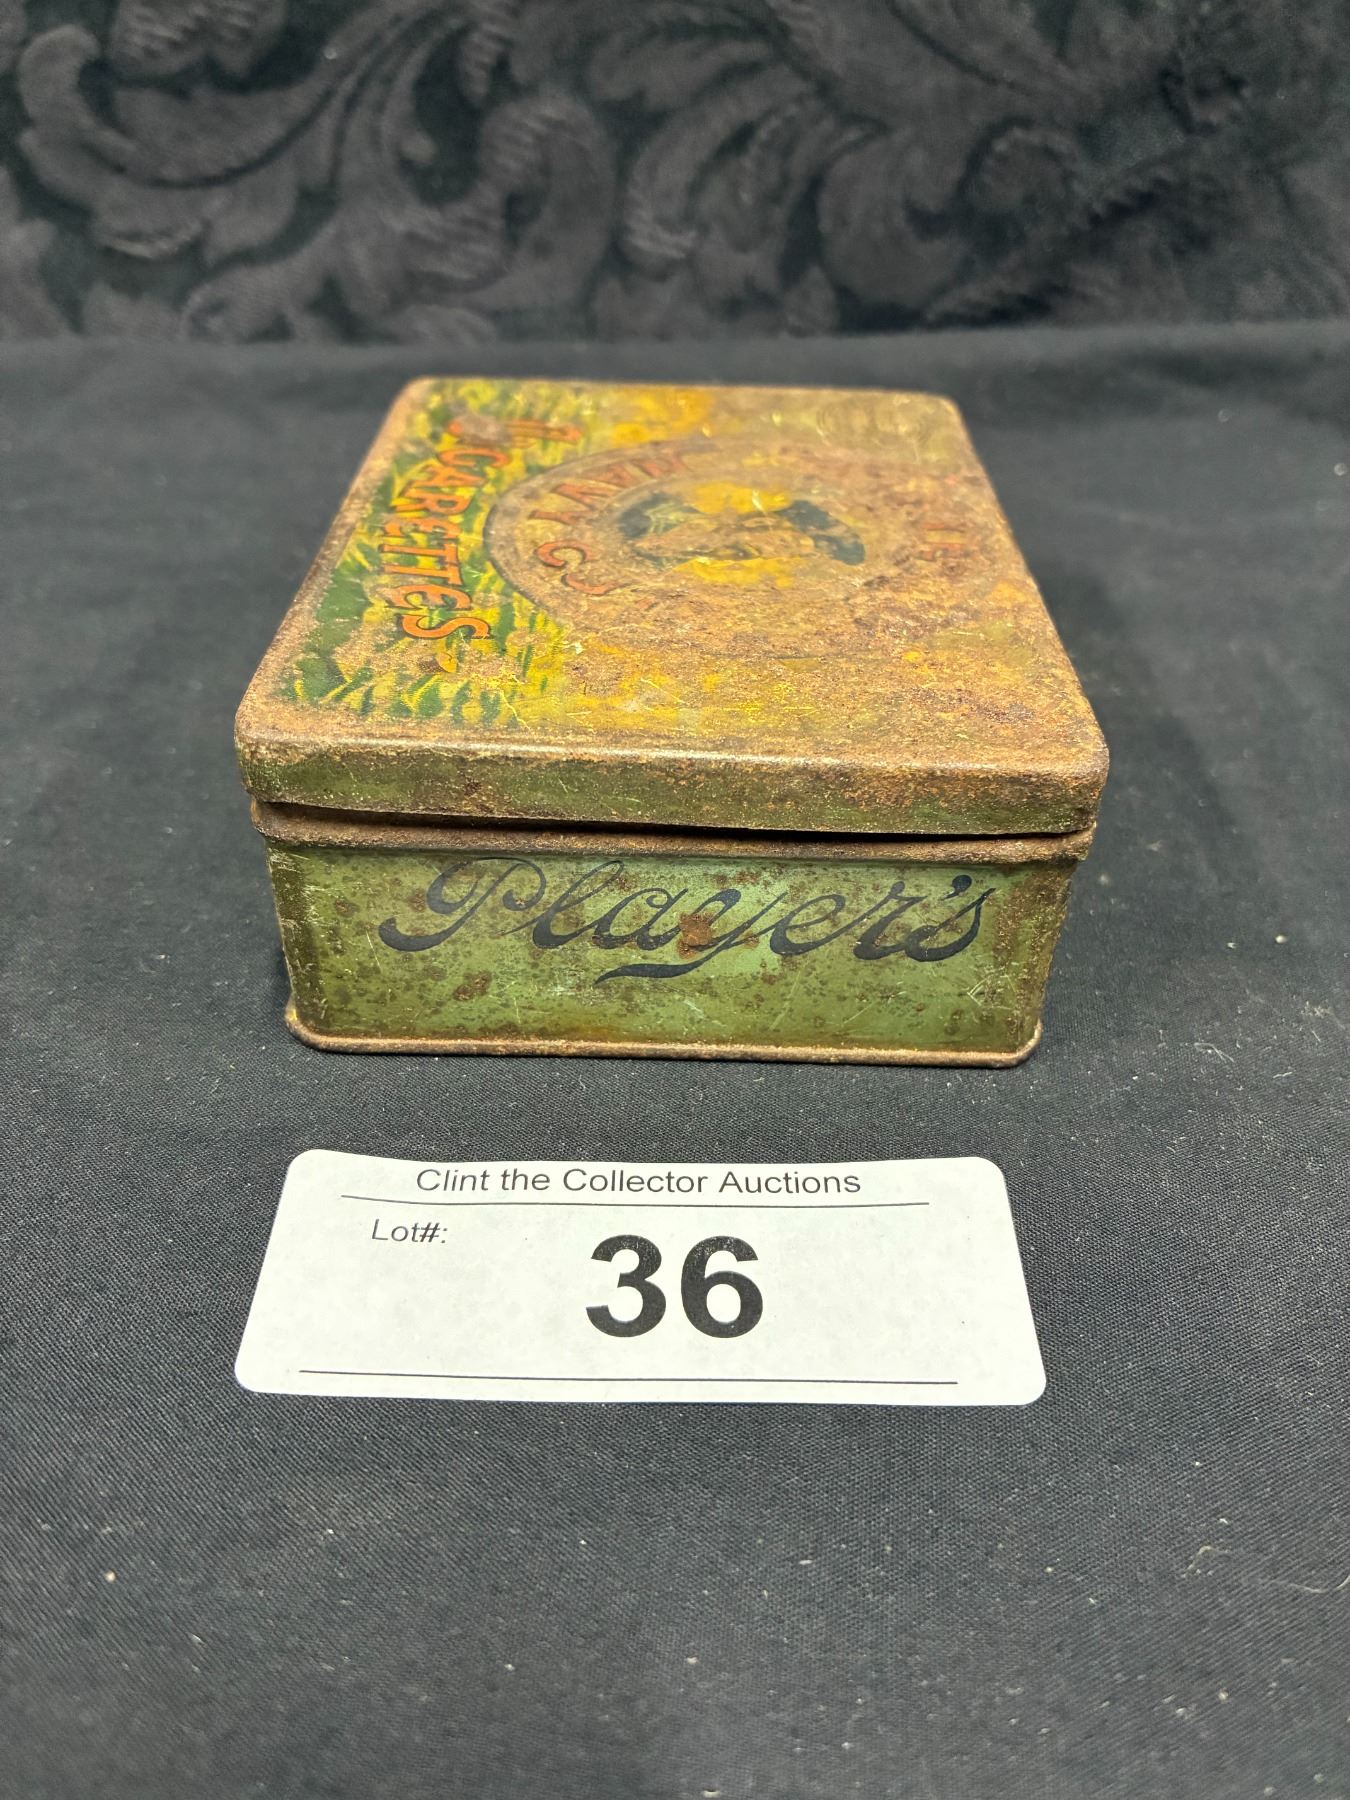 CIGARETTES
NAVY C
Player's
Clint the Collector Auctions
Lot#:
36